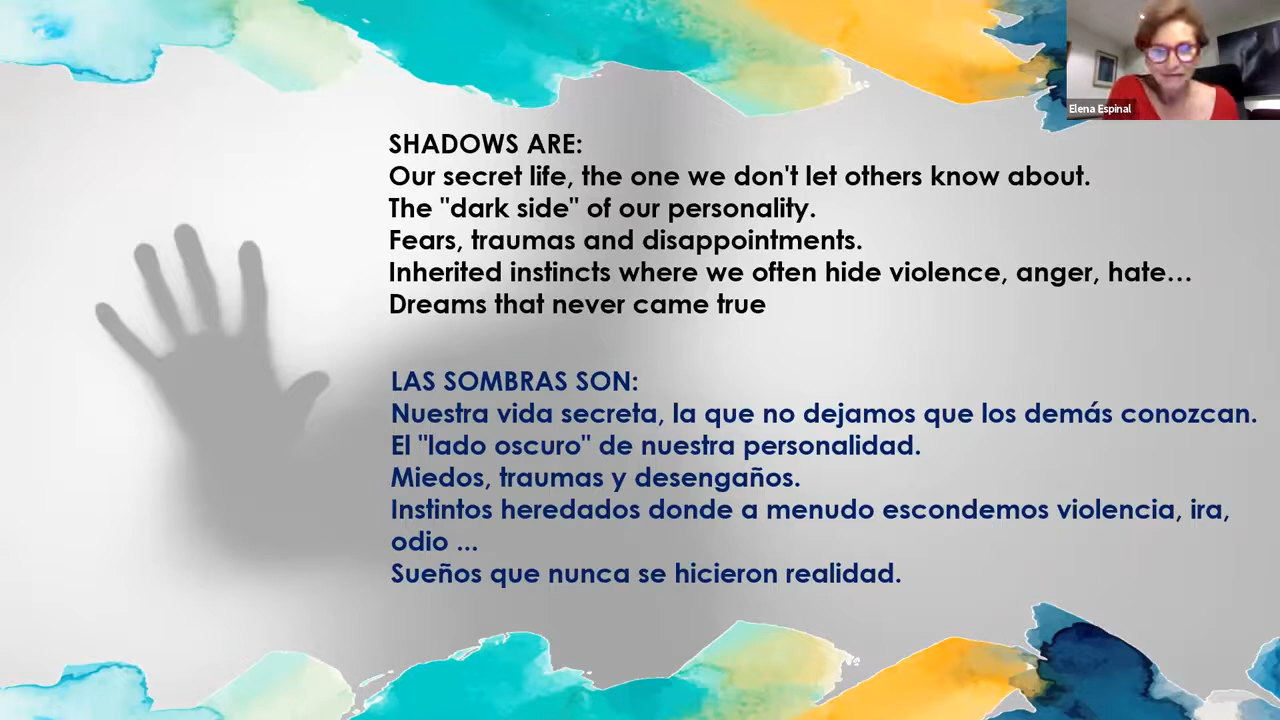 Elena Espinal
SHADOWS ARE:
Our secret life, the one we don't let others know about.
The "dark side" of our personality.
Fears, traumas and disappointments.
Inherited instincts where we often hide violence, anger, hate…
Dreams that never came true
LAS SOMBRAS SON:
Nuestra vida secreta, la que no dejamos que los demás conozcan.
El "lado oscuro" de nuestra personalidad.
Miedos, traumas y desengaños.
Instintos heredados donde a menudo escondemos violencia, ira,
odio ...
Sueños que nunca se hicieron realidad.